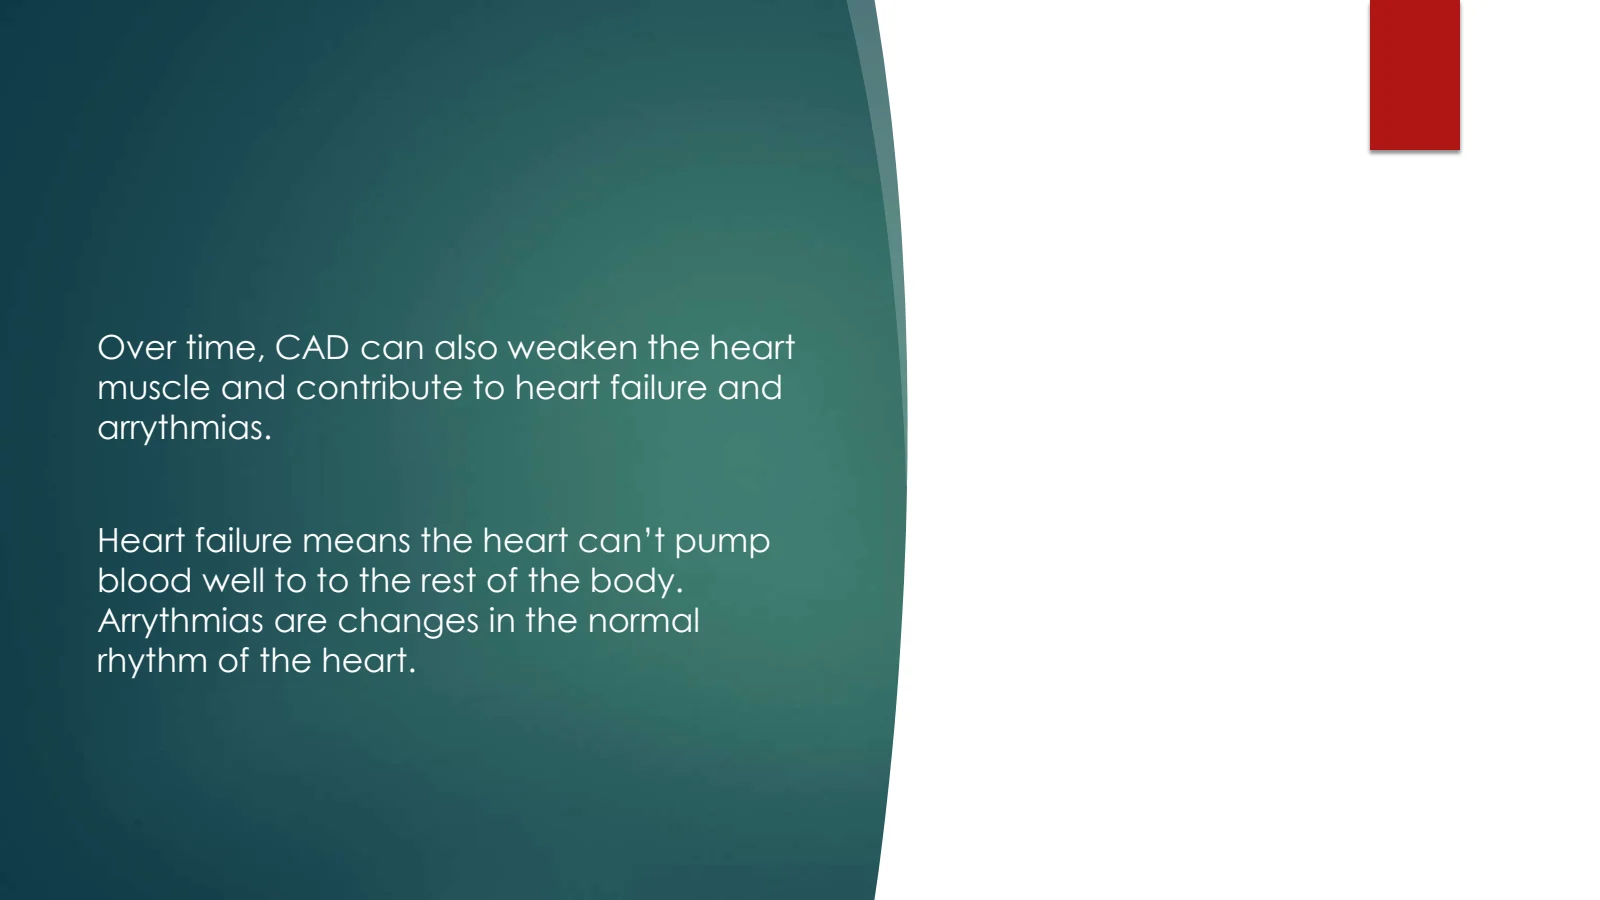 Over time, CAD can also weaken the heart
muscle and contribute to heart failure and
arrythmias.
Heart failure means the heart can’t pump
blood well to to the rest of the body.
Arrythmias are changes in the normal
rhythm of the heart.